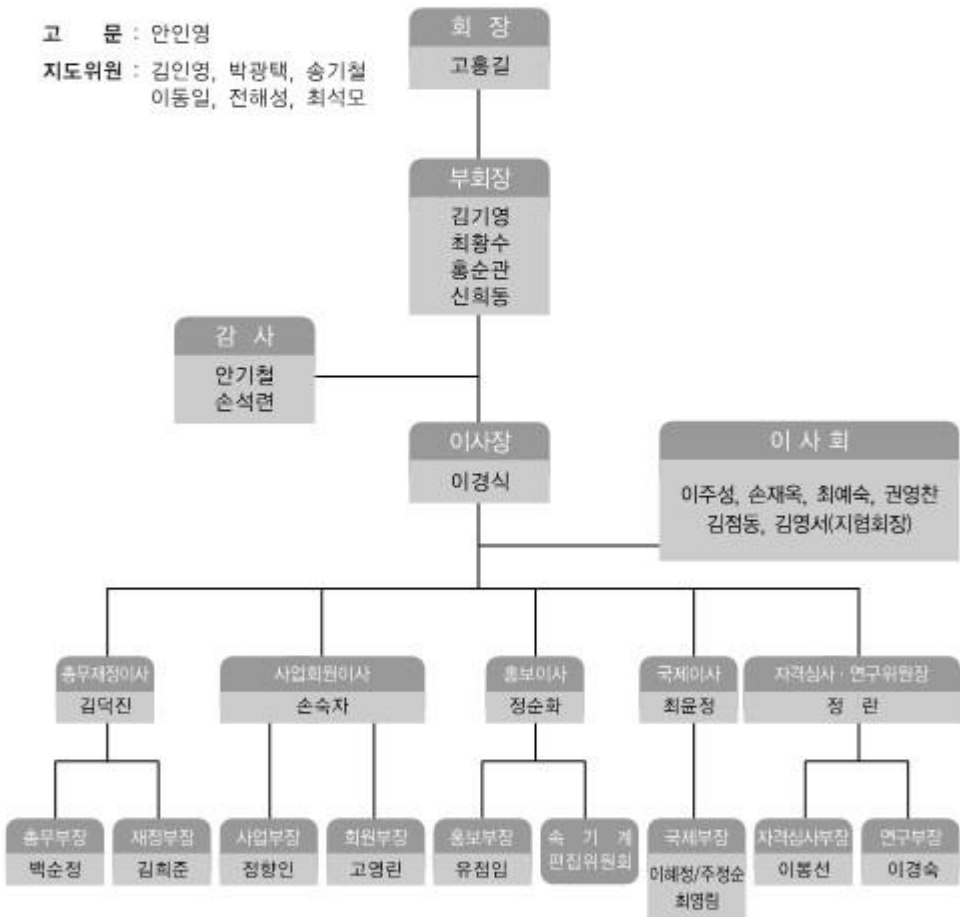 고 문 : 안인영
지도위원 : 김인영, 박광택, 송기철
이동일, 전해성, 최석모
회 장
고흥길
부회장
김기영
최황수
홍순관
신희동
감 사
안기철
손석련
이사장
이경식
이 사 회
이주성, 손재옥, 최예숙, 권영찬
김점동, 김영서(지협회장)
총무재정이사
김덕진
사업회원이사
손숙자
홍보이사
정순화
국제이사
최윤정
자격심사 · 연구위원장
정 란
총무부장
백순정
재정부장
김희준
사업부장
정향인
회원부장
고영린
홍보부장
유점임
속 기 계
편집위원회
국제부장
이혜정/주정순
최영림
자격심사부장
이봉선
연구부장
이경숙